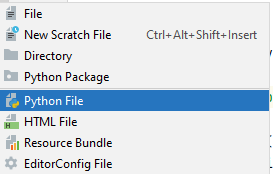 File
New Scratch File Ctrl+Alt+Shift+Insert
Directory
Python Package
Python File
HTML File
Resource Bundle
EditorConfig File